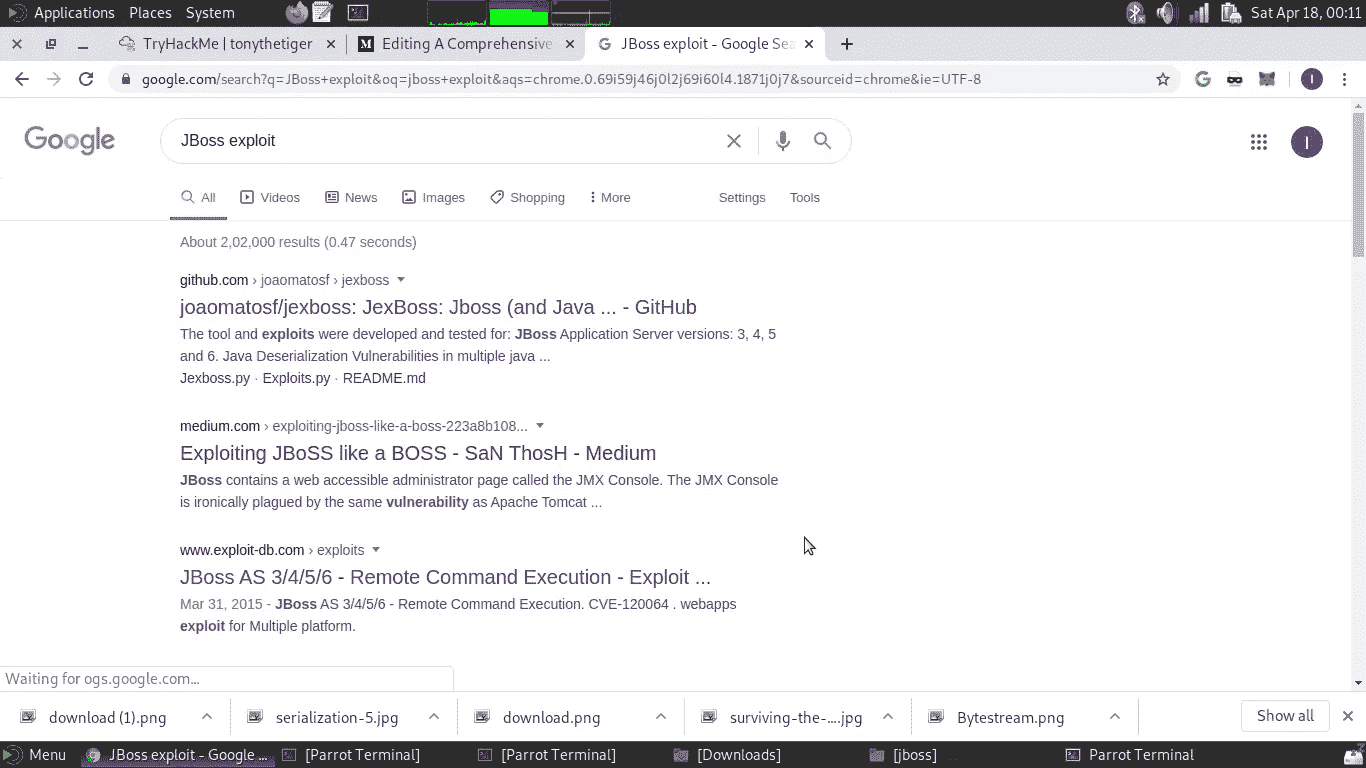 Applications Places System Sat Apr 18, 00:11
TryHackMe | tonythetiger Editing A Comprehensive JBoss exploit - Google Sea
google.com/search?q=JBoss+exploit&oq=jboss+exploit&aqs=chrome.0.69i59j46j0l2j69i60l4.1871j0j7&sourceid=chrome&ie=UTF-8 I
Google JBoss exploit I
All Videos News Images Shopping More Settings Tools
About 2,02,000 results (0.47 seconds)
github.com › joaomatosf › jexboss
joaomatosf/jexboss: JexBoss: Jboss (and Java ... - GitHub
The tool and exploits were developed and tested for: JBoss Application Server versions: 3, 4, 5
and 6. Java Deserialization Vulnerabilities in multiple java ...
Jexboss.py · Exploits.py · README.md
medium.com › exploiting-jboss-like-a-boss-223a8b108...
Exploiting JBoSS like a BOSS - SaN ThosH - Medium
JBoss contains a web accessible administrator page called the JMX Console. The JMX Console
is ironically plagued by the same vulnerability as Apache Tomcat ...
www.exploit-db.com › exploits
JBoss AS 3/4/5/6 - Remote Command Execution - Exploit ...
Mar 31, 2015 - JBoss AS 3/4/5/6 - Remote Command Execution. CVE-120064 . webapps
exploit for Multiple platform.
Waiting for ogs.google.com...
download (1).png serialization-5.jpg download.png surviving-the-....jpg Bytestream.png Show all
Menu JBoss exploit - Google ... [Parrot Terminal] [Parrot Terminal] [Downloads] [jboss] Parrot Terminal